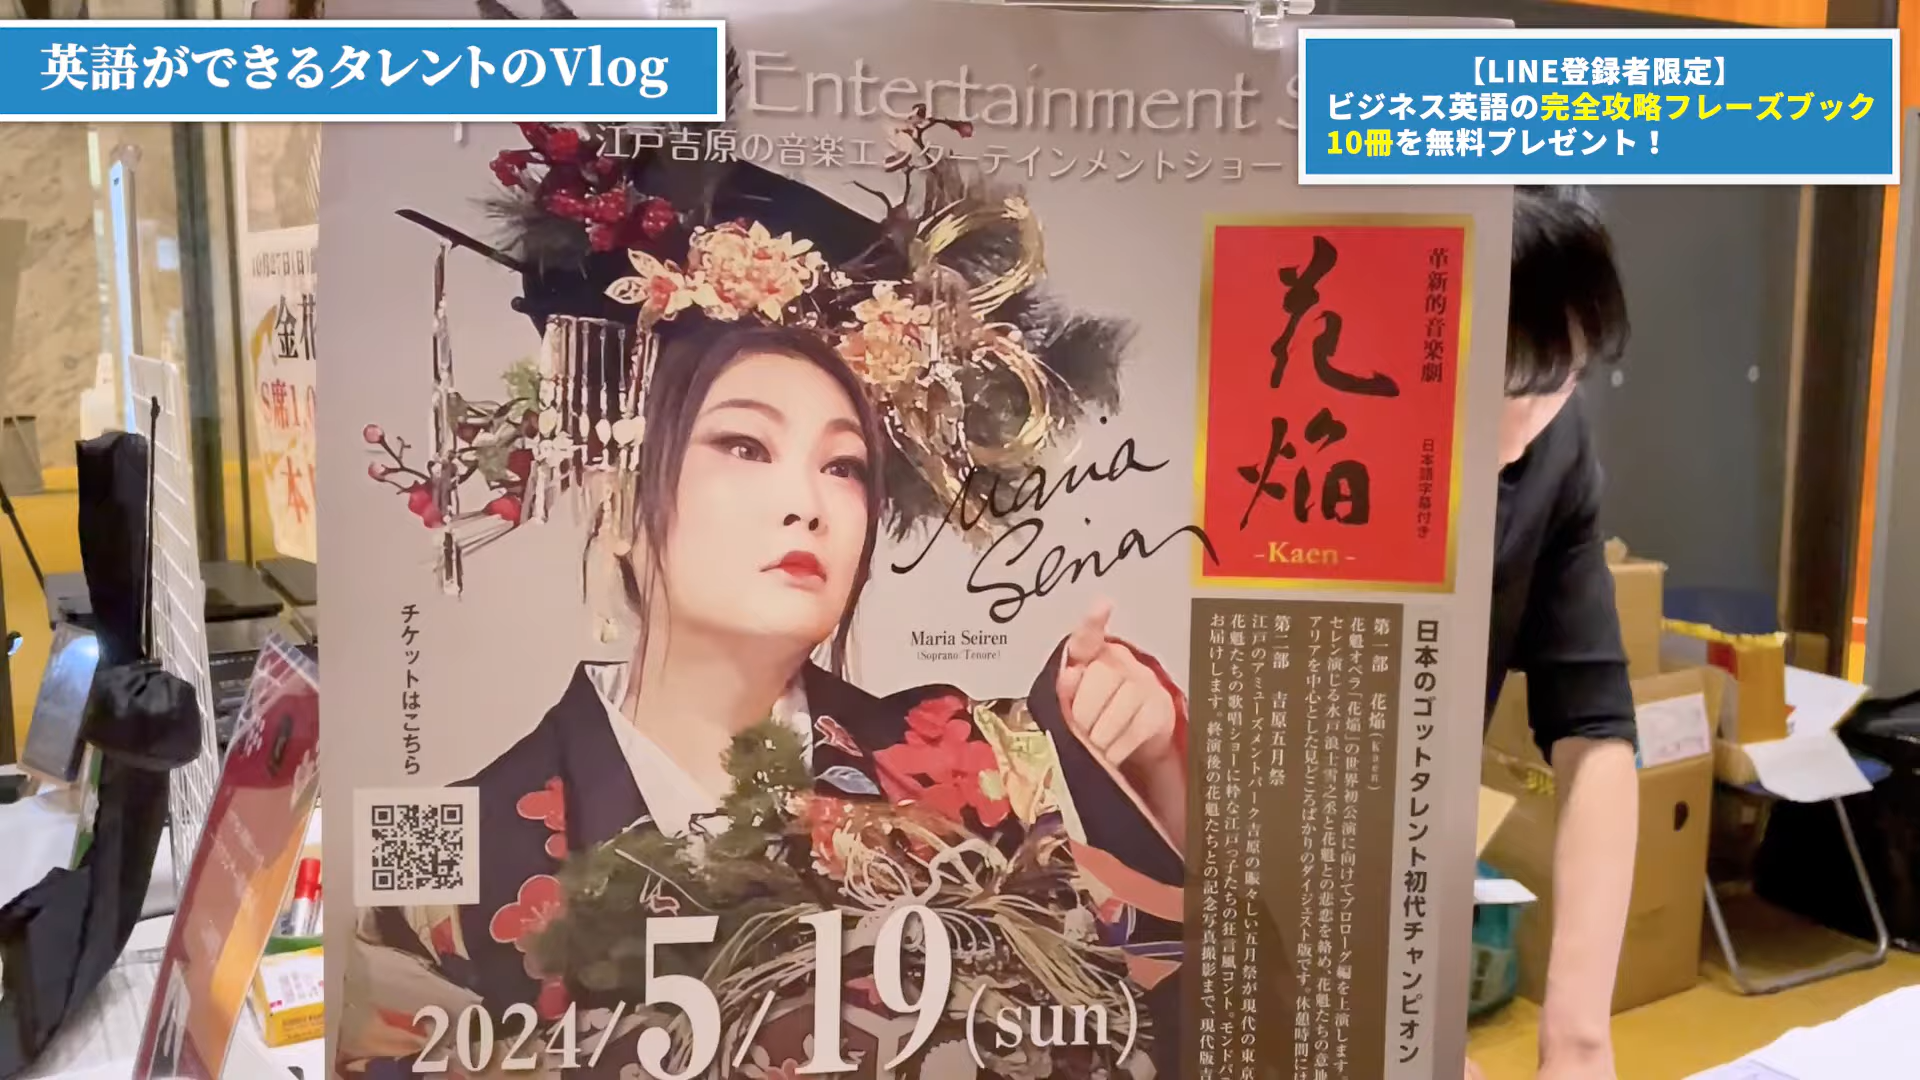 英語ができるタレントのVlog
【LINE登録者限定】
ビジネス英語の完全攻略フレーズブック
10冊を無料プレゼント！
Entertainment S
江戸吉原の音楽エンターテインメントショー
革新的音楽劇
花焔
-Kaen-
日本語字幕付き
Maria
Seiran
Maria Seiren
(Soprano/Tenore)
チケットはこちら
日本のゴットタレント初代チャンピオン
第一部 花焔(Kaen)
花魁オペラ「花焔」の世界初公演に向けてプロローグ編を上演します。
セレン演じる水戸浪士雪之丞と花魁との悲恋を絡め、花魁たちの意地
アリアを中心とした見どころばかりのダイジェスト版です。休憩時間には
第二部 吉原五月祭
江戸のアミューズメントパーク吉原の賑々しい五月祭が現代の東京
花魁たちの歌唱ショーに粋な江戸っ子たちの狂言風コント。モンドパ
お届けします。終演後の花魁たちとの記念写真撮影まで、現代版吉
2024/5/19(sun)
10月27日(日)
金花
S席1,0
本